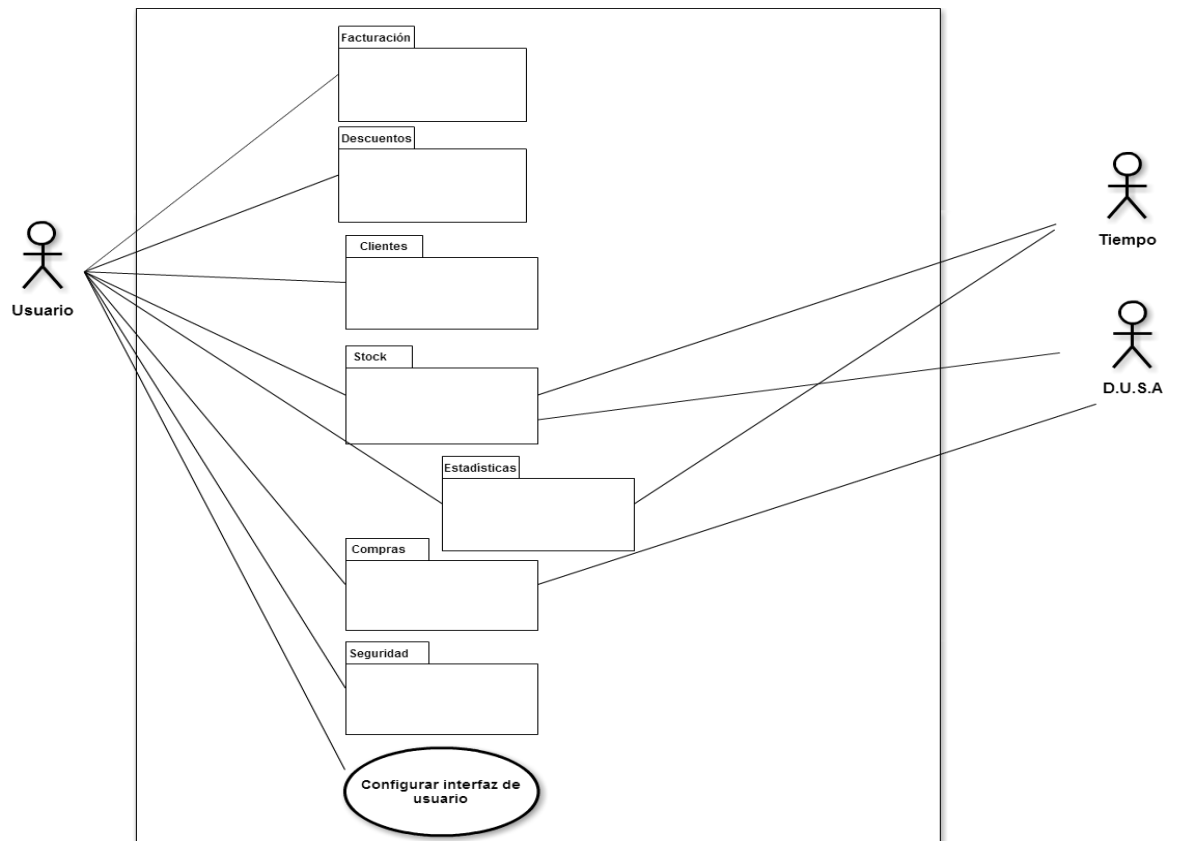 Facturación
Descuentos
Clientes
Usuario
Tiempo
Stock
D.U.S.A
Estadísticas
Compras
Seguridad
Configurar interfaz de
usuario